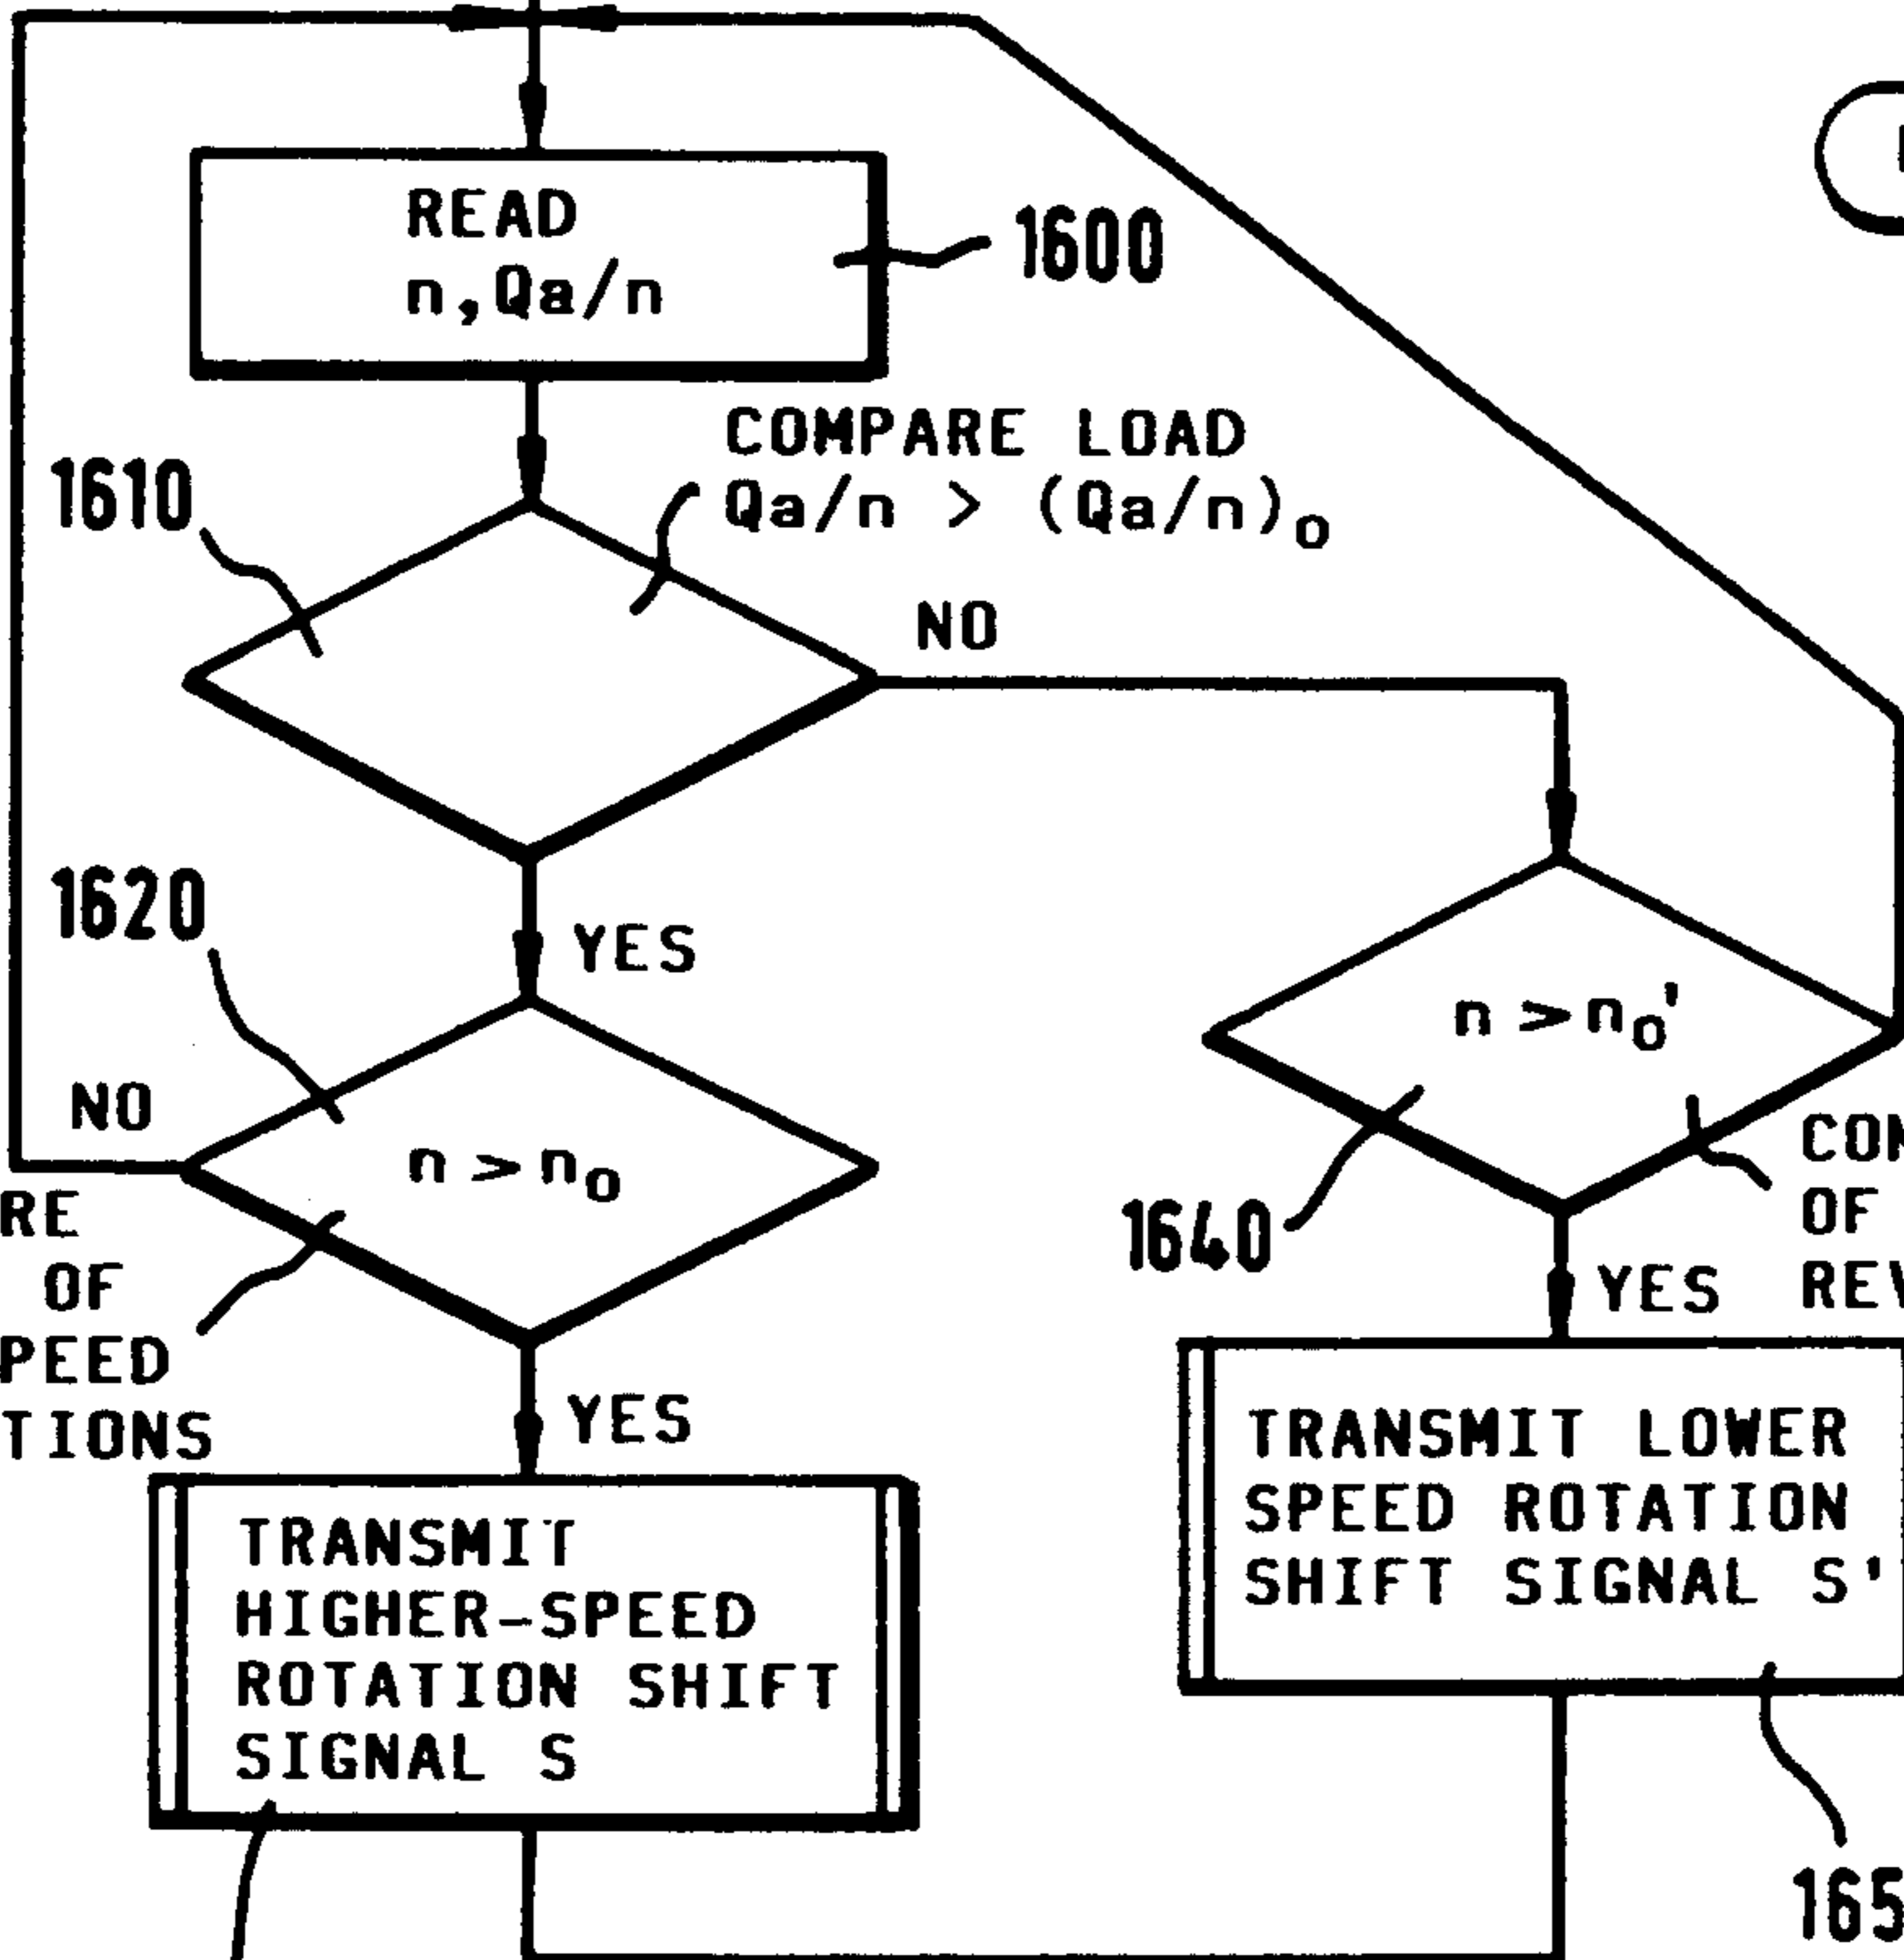 READ
n,Qa/n
1600
COMPARE LOAD
Qa/n > (Qa/n)o
1610
NO
1620
YES
n > no'
NO
n > no
RE
OF
PEED
TIONS
1640
CON
OF
REV
YES
YES
TRANSMIT LOWER
SPEED ROTATION
SHIFT SIGNAL S'
TRANSMIT
HIGHER-SPEED
ROTATION SHIFT
SIGNAL S
165